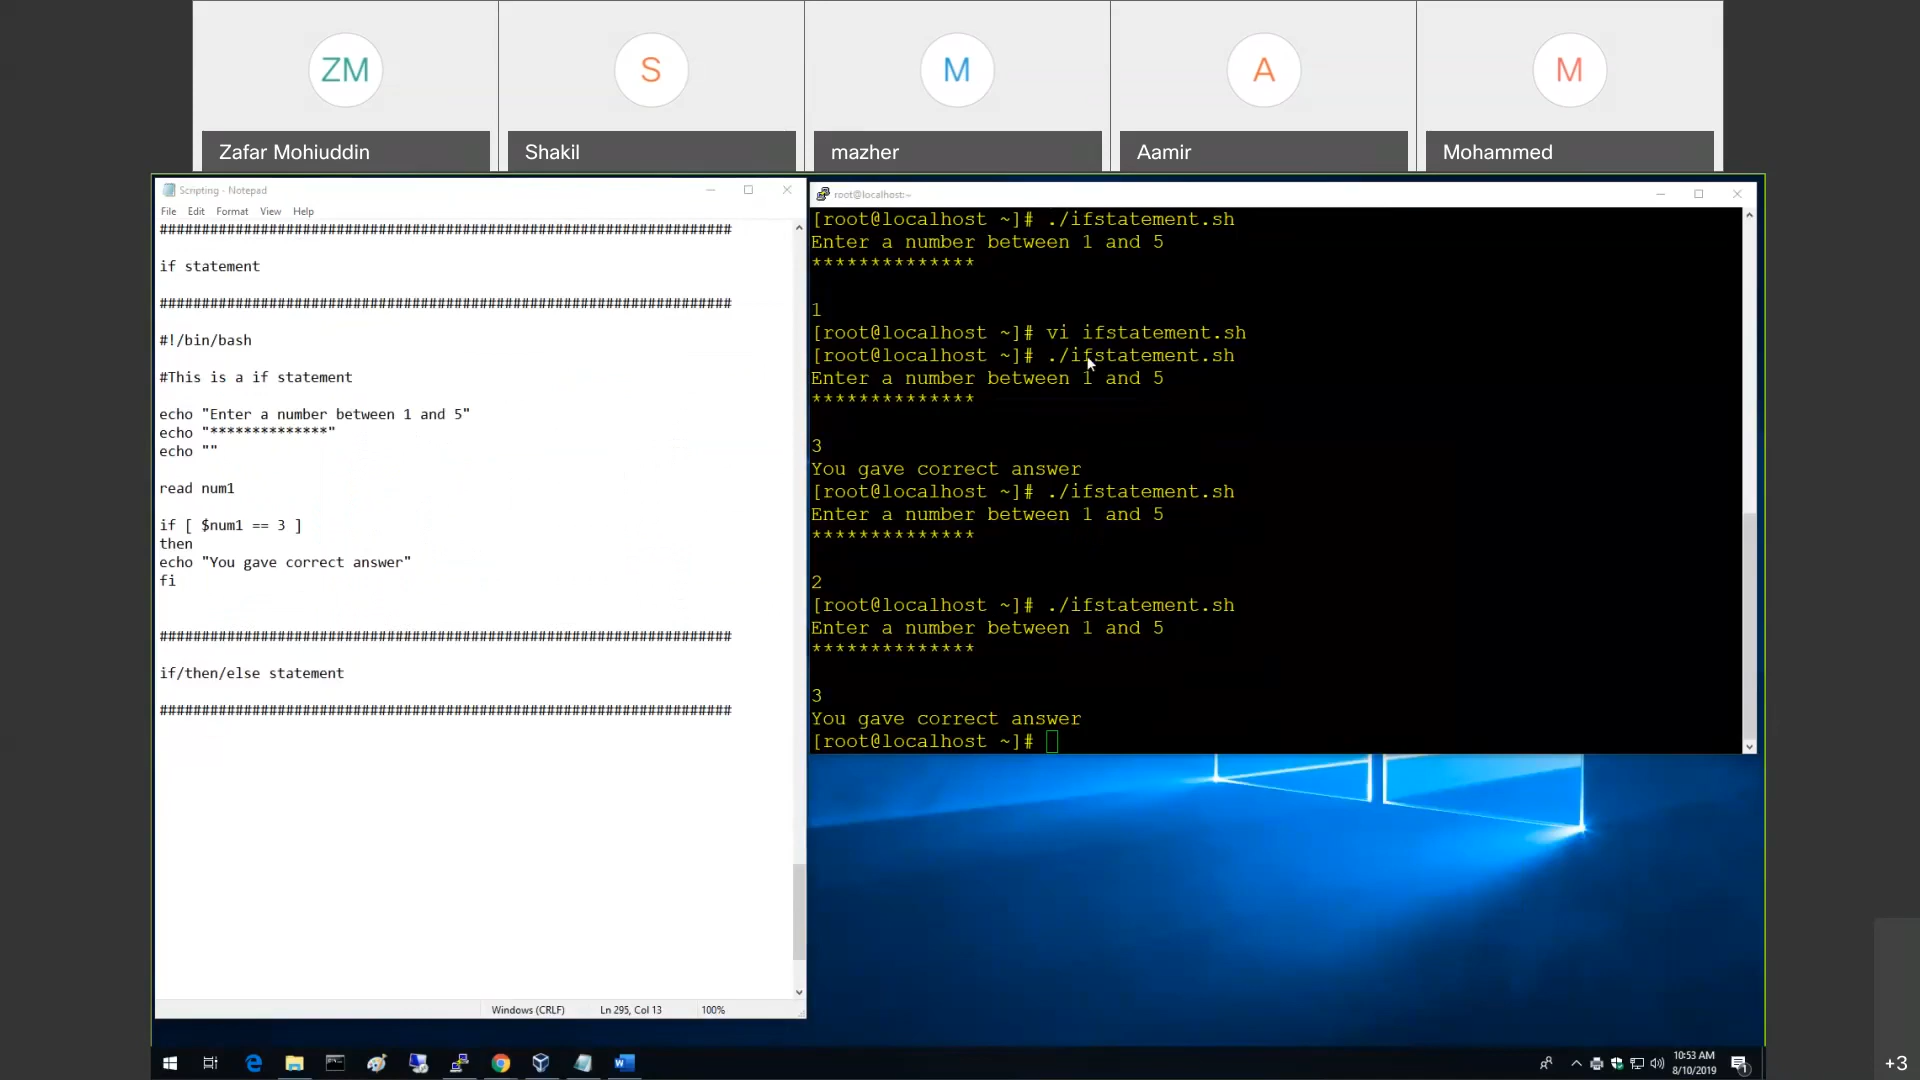 ZM
S
M
A
M
Zafar Mohiuddin
Shakil
mazher
Aamir
Mohammed
Scripting - Notepad
File Edit Format View Help
####################################################################
if statement
####################################################################
#!/bin/bash
#This is a if statement
echo "Enter a number between 1 and 5"
echo "**************"
echo ""
read num1
if [ $num1 == 3 ]
then
echo "You gave correct answer"
fi
####################################################################
if/then/else statement
####################################################################
Windows (CRLF) Ln 295, Col 13 100%
root@localhost:~
[root@localhost ~]# ./ifstatement.sh
Enter a number between 1 and 5
**************
1
[root@localhost ~]# vi ifstatement.sh
[root@localhost ~]# ./ifstatement.sh
Enter a number between 1 and 5
**************
3
You gave correct answer
[root@localhost ~]# ./ifstatement.sh
Enter a number between 1 and 5
**************
2
[root@localhost ~]# ./ifstatement.sh
Enter a number between 1 and 5
**************
3
You gave correct answer
[root@localhost ~]#
10:53 AM
8/10/2019
1
+3